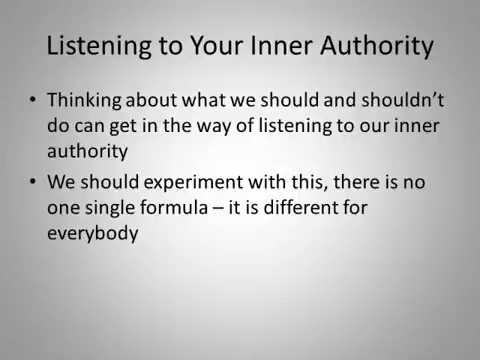 Listening to Your Inner Authority
• Thinking about what we should and shouldn't
do can get in the way of listening to our inner
authority
• We should experiment with this, there is no
one single formula – it is different for
everybody